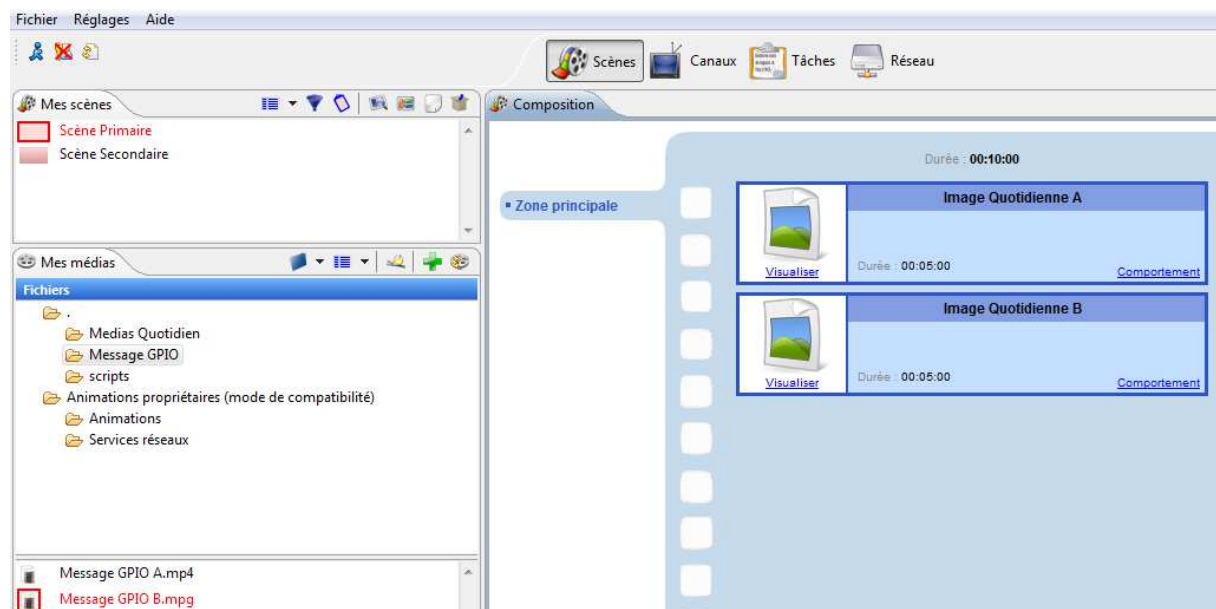 Fichier Réglages Aide
Scènes Canaux Tâches Réseau
Mes scènes
Scène Primaire
Scène Secondaire
Mes médias
Fichiers
.
Medias Quotidien
Message GPIO
scripts
Animations propriétaires (mode de compatibilité)
Animations
Services réseaux
Message GPIO A.mp4
Message GPIO B.mpg
Composition
Durée : 00:10:00
Zone principale
Image Quotidienne A
Durée : 00:05:00
Visualiser Comportement
Image Quotidienne B
Durée : 00:05:00
Visualiser Comportement